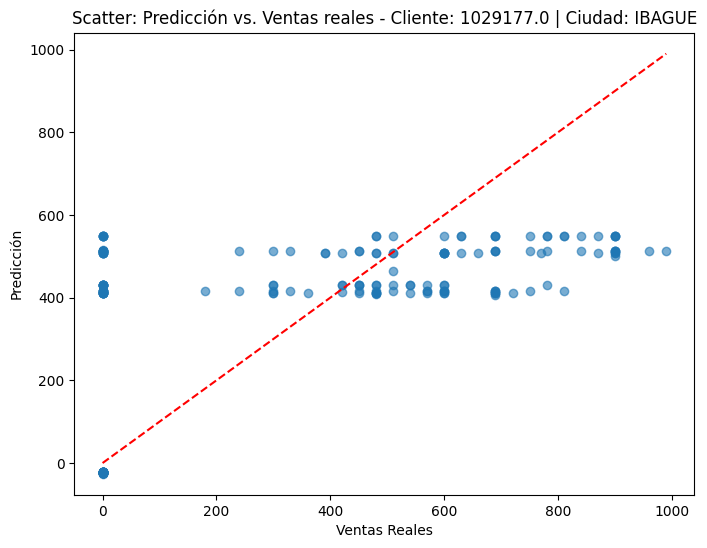 Scatter: Predicción vs. Ventas reales - Cliente: 1029177.0 | Ciudad: IBAGUE
1000
800
600
400
200
0
Predicción
0 200 400 600 800 1000
Ventas Reales